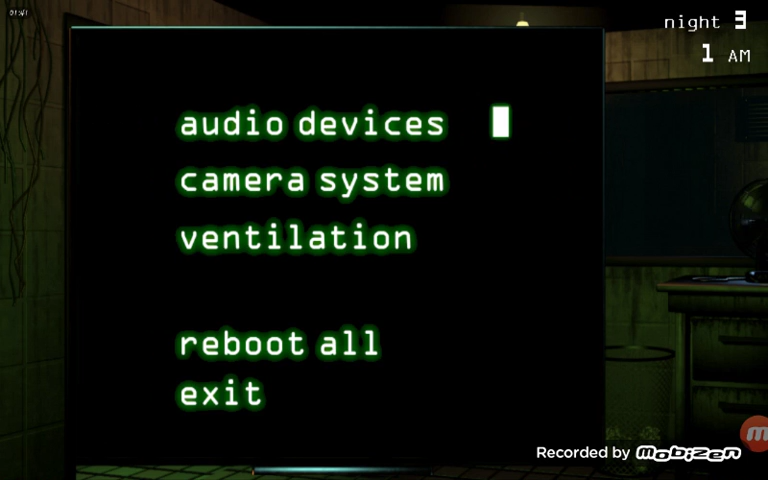 night 3
1 AM
audio devices
camera system
ventilation
reboot all
exit
Recorded by mobizen